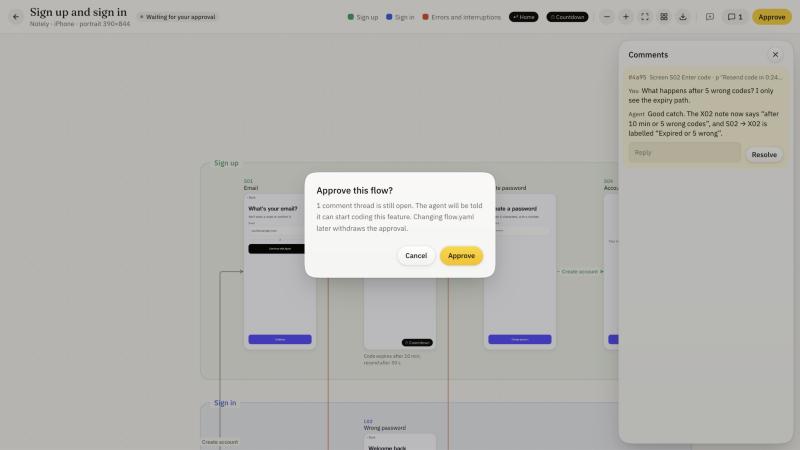 Sign up and sign in
Notely · iPhone · portrait 390×844
Waiting for your approval
Sign up
Sign in
Errors and interruptions
Home
Countdown
1
Approve
Comments
#4a95 Screen S02 Enter code · p "Resend code in 0:24...
You What happens after 5 wrong codes? I only
see the expiry path.
Agent Good catch. The X02 note now says "after
10 min or 5 wrong codes", and S02 → X02 is
labelled "Expired or 5 wrong".
Reply
Resolve
Sign up
S01
Email
What's your email?
Approve this flow?
1 comment thread is still open. The agent will be told
it can start coding this feature. Changing flow.yaml
later withdraws the approval.
Cancel
Approve
password
password
S04
Create account
Code expires after 10 min,
resend after 30 s.
Sign in
L02
Wrong password
Back
Welcome back
Create account